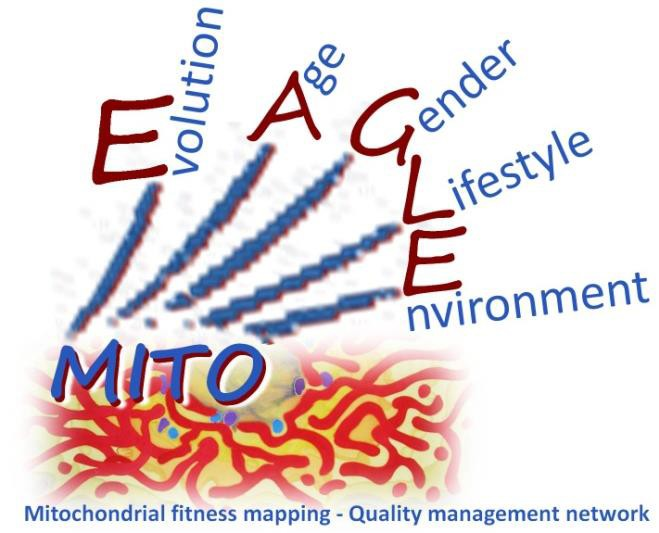 Evolution
Age
Gender
Lifestyle
Environment
MITO
Mitochondrial fitness mapping - Quality management network